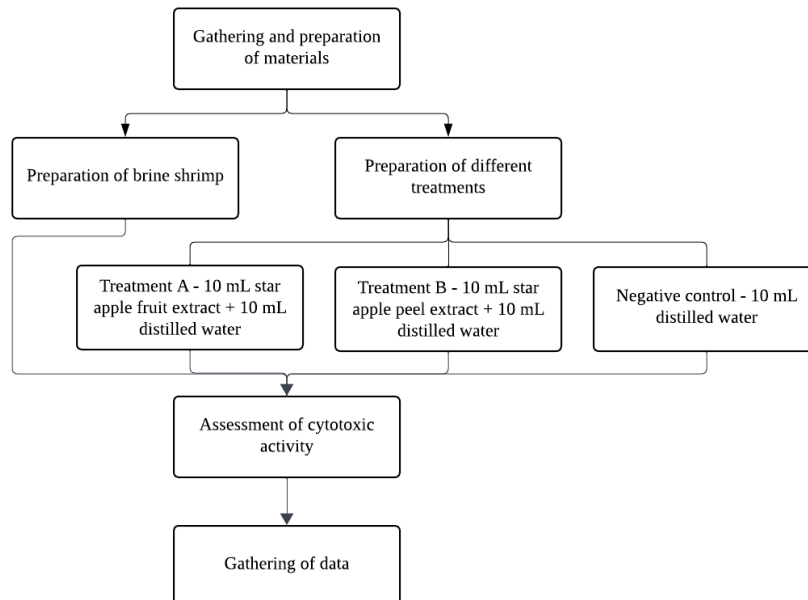 Gathering and preparation
of materials
Preparation of brine shrimp
Preparation of different
treatments
Treatment A - 10 mL star
apple fruit extract + 10 mL
distilled water
Treatment B - 10 mL star
apple peel extract + 10 mL
distilled water
Negative control - 10 mL
distilled water
Assessment of cytotoxic
activity
Gathering of data